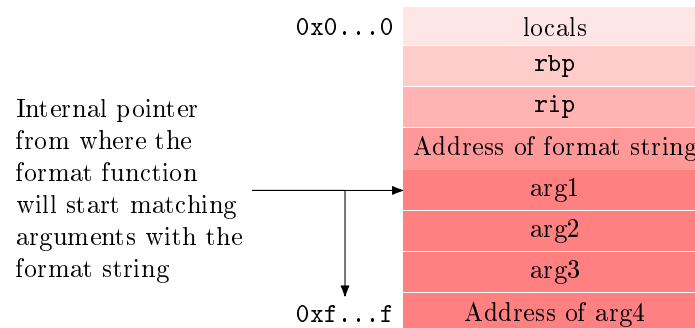 0x0...0
locals
rbp
rip
Address of format string
Internal pointer
from where the
format function
will start matching
arguments with the
format string
arg1
arg2
arg3
0xf...f
Address of arg4